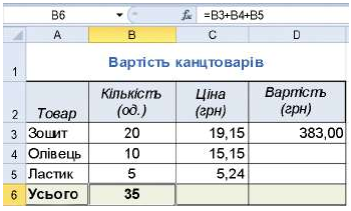 B6 fx =B3+B4+B5
A B C D
1 Вартість канцтоварів
2 Товар Кількість (од.) Ціна (грн) Вартість (грн)
3 Зошит 20 19,15 383,00
4 Олівець 10 15,15
5 Ластик 5 5,24
6 Усього 35